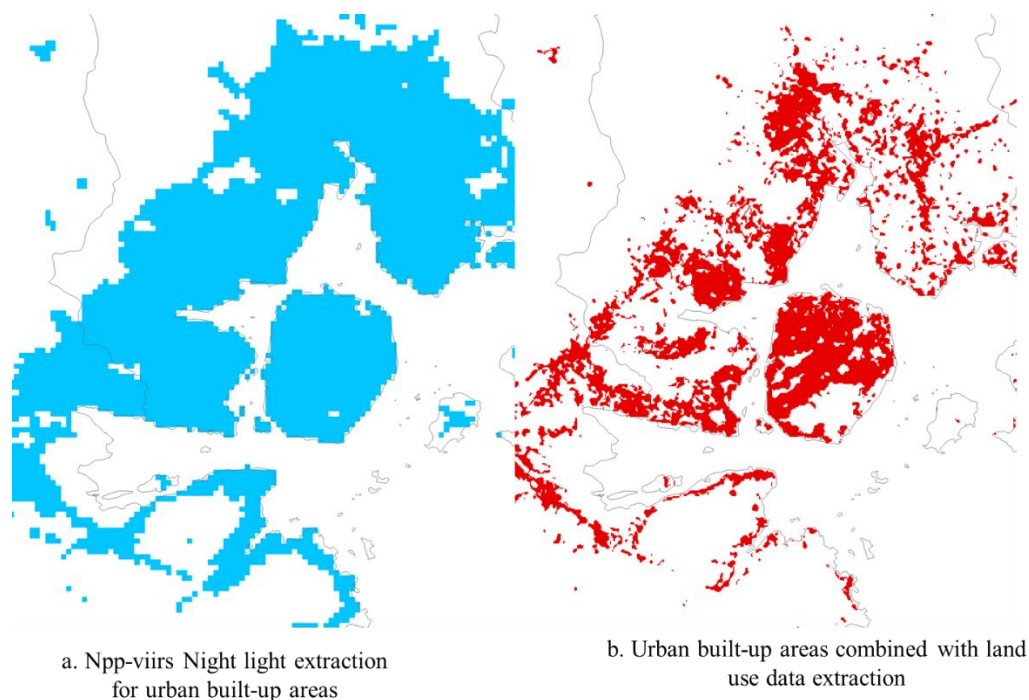 a. Npp-viirs Night light extraction
for urban built-up areas
b. Urban built-up areas combined with land
use data extraction